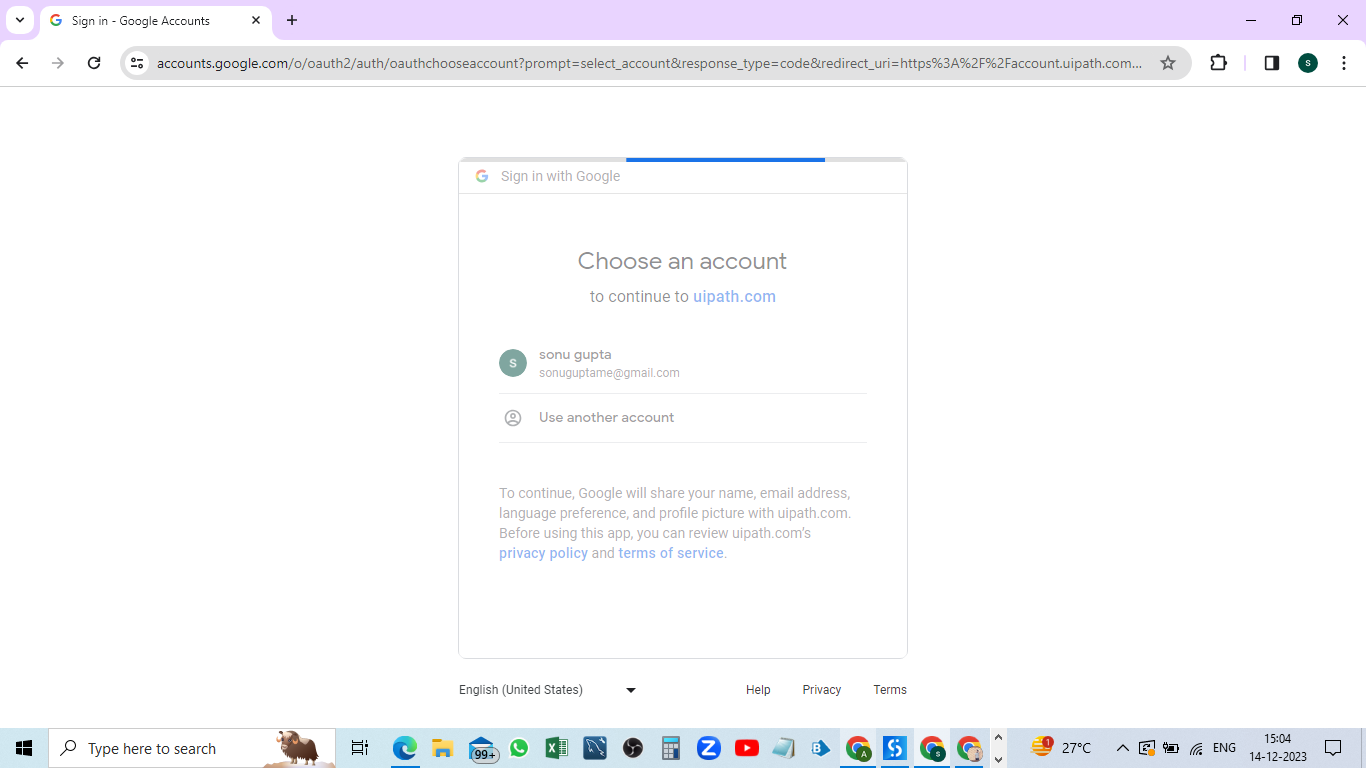 Sign in - Google Accounts
accounts.google.com/o/oauth2/auth/oauthchooseaccount?prompt=select_account&response_type=code&redirect_uri=https%3A%2F%2Faccount.uipath.com...
S
Sign in with Google
Choose an account
to continue to uipath.com
S
sonu gupta
sonuguptame@gmail.com
Use another account
To continue, Google will share your name, email address,
language preference, and profile picture with uipath.com.
Before using this app, you can review uipath.com's
privacy policy and terms of service.
English (United States)
Help Privacy Terms
Type here to search
99+
A
S
1
27°C
ENG
15:04
14-12-2023